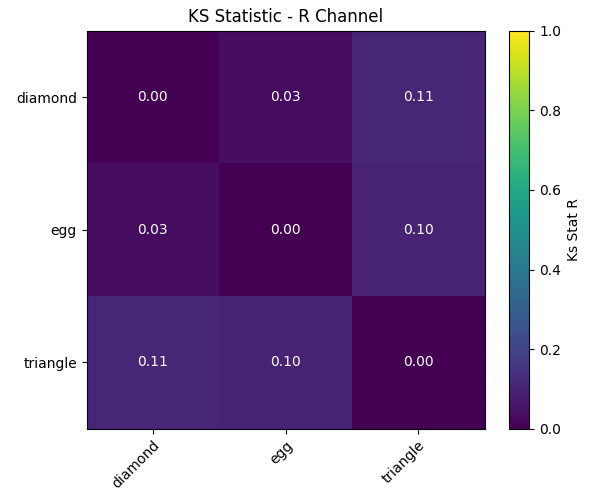 KS Statistic - R Channel
diamond 0.00 0.03 0.11
egg 0.03 0.00 0.10
triangle 0.11 0.10 0.00
diamond egg triangle
1.0
0.8
0.6
0.4
0.2
0.0
Ks Stat R